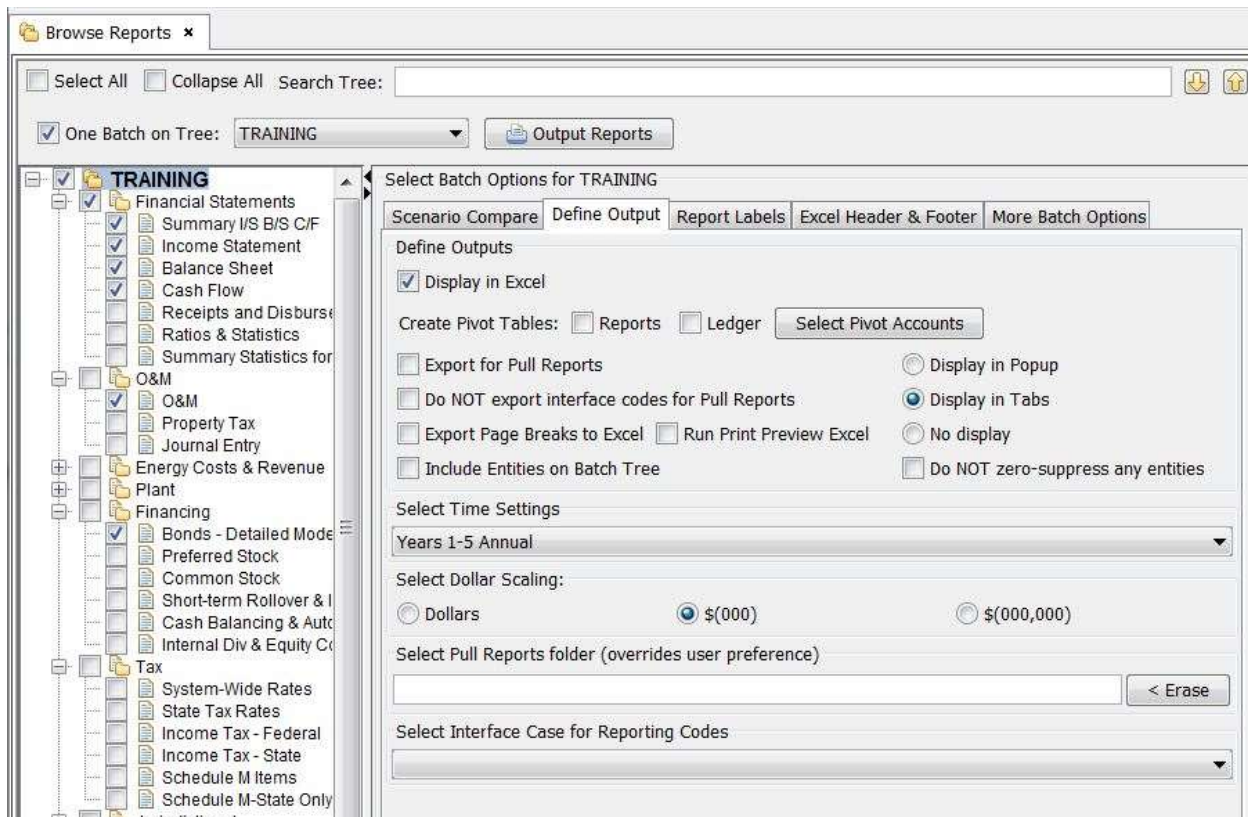 Browse Reports ×
Select All Collapse All Search Tree:
One Batch on Tree: TRAINING Output Reports
TRAINING
Financial Statements
Summary I/S B/S C/F
Income Statement
Balance Sheet
Cash Flow
Receipts and Disburse
Ratios & Statistics
Summary Statistics for
O&M
O&M
Property Tax
Journal Entry
Energy Costs & Revenue
Plant
Financing
Bonds - Detailed Mode
Preferred Stock
Common Stock
Short-term Rollover & I
Cash Balancing & Auto
Internal Div & Equity Co
Tax
System-Wide Rates
State Tax Rates
Income Tax - Federal
Income Tax - State
Schedule M Items
Schedule M-State Only
Select Batch Options for TRAINING
Scenario Compare Define Output Report Labels Excel Header & Footer More Batch Options
Define Outputs
Display in Excel
Create Pivot Tables: Reports Ledger Select Pivot Accounts
Export for Pull Reports Display in Popup
Do NOT export interface codes for Pull Reports Display in Tabs
Export Page Breaks to Excel Run Print Preview Excel No display
Include Entities on Batch Tree Do NOT zero-suppress any entities
Select Time Settings
Years 1-5 Annual
Select Dollar Scaling:
Dollars $(000) $(000,000)
Select Pull Reports folder (overrides user preference)
< Erase
Select Interface Case for Reporting Codes